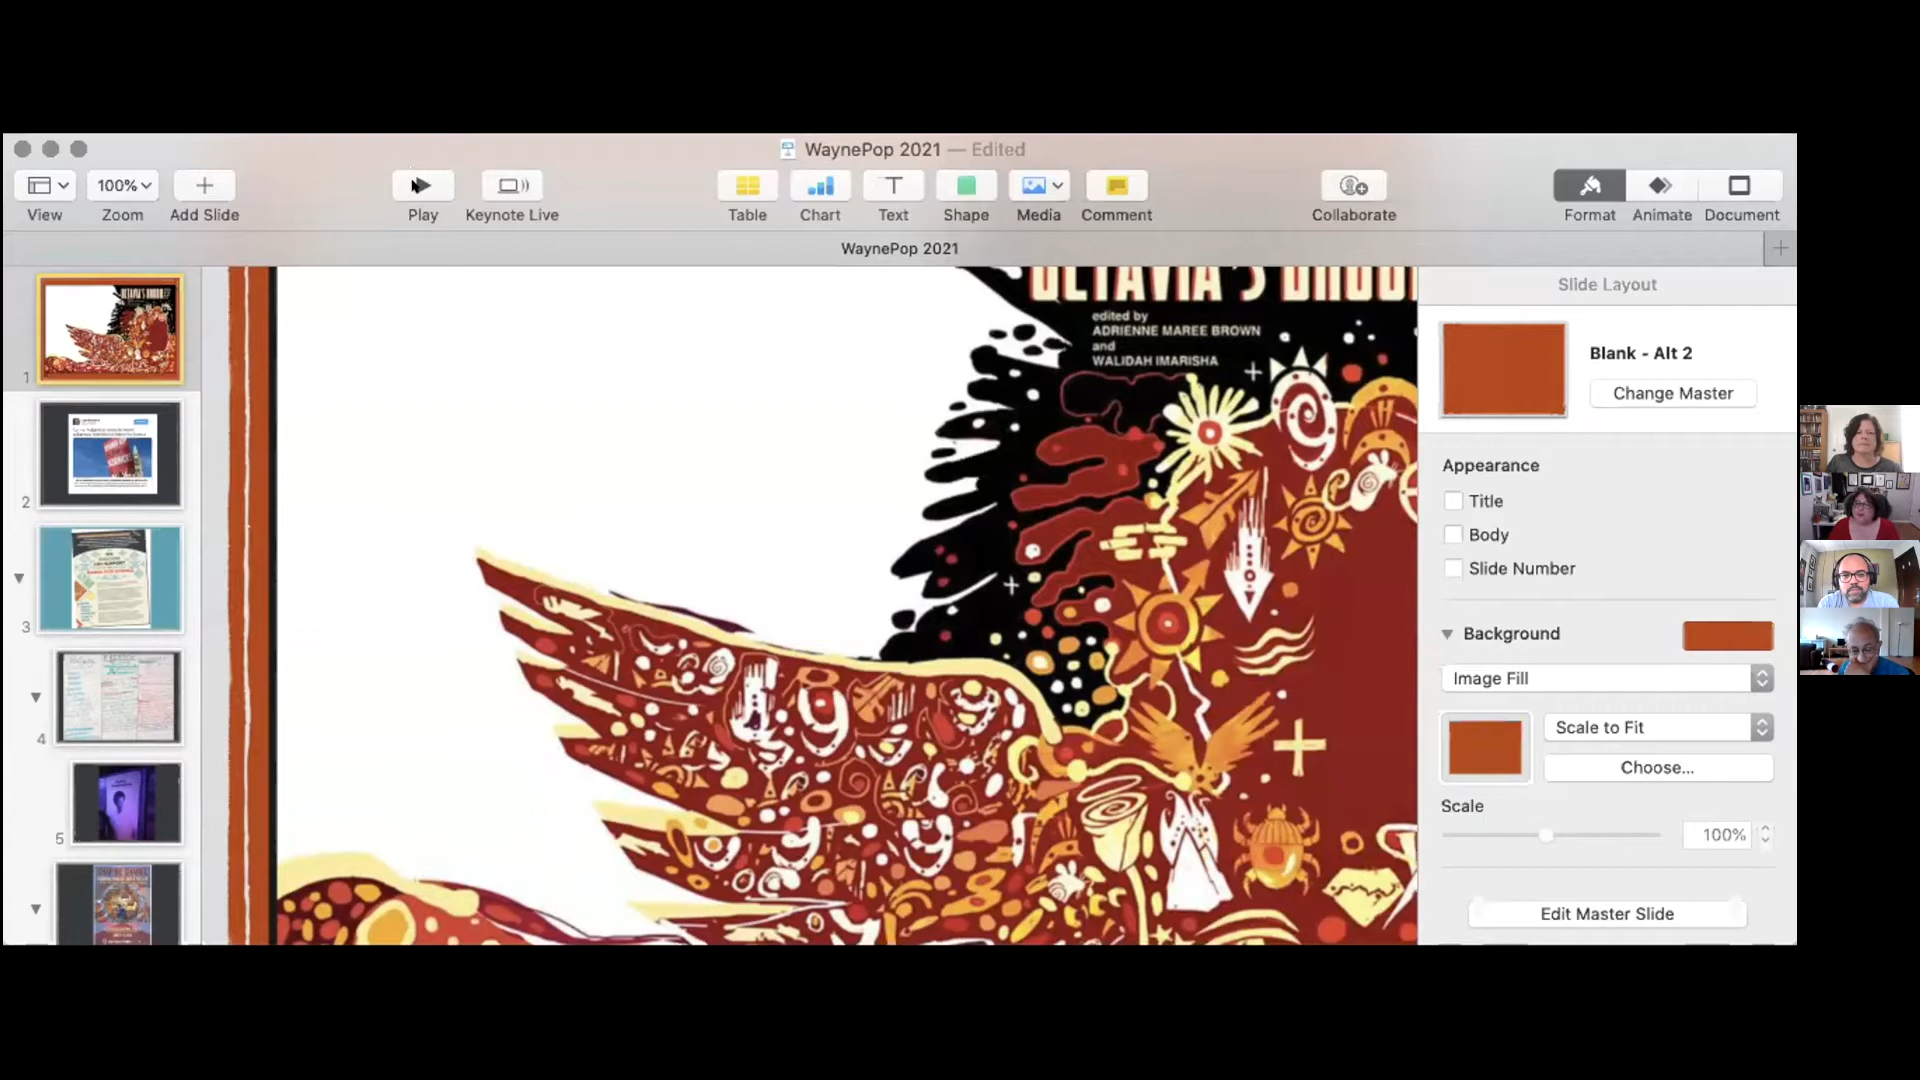 WaynePop 2021 — Edited
100%
View
Zoom
Add Slide
Play
Keynote Live
Table
Chart
Text
Shape
Media
Comment
Collaborate
Format
Animate
Document
WaynePop 2021
1
2
3
4
5
OCTAVIA'S BROOD
edited by
ADRIENNE MAREE BROWN
and
WALIDAH IMARISHA
Slide Layout
Blank - Alt 2
Change Master
Appearance
Title
Body
Slide Number
Background
Image Fill
Scale to Fit
Choose...
Scale
100%
Edit Master Slide